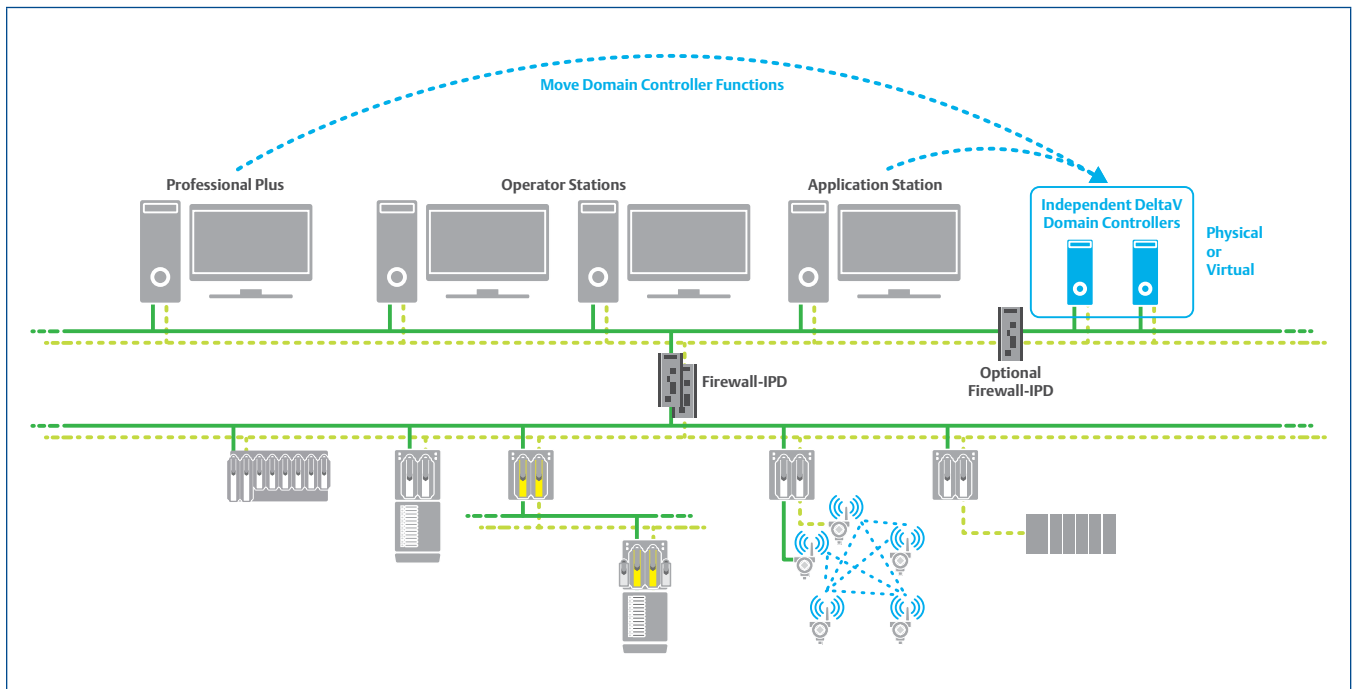 Move Domain Controller Functions
Professional Plus
Operator Stations
Application Station
Independent DeltaV
Domain Controllers
Physical
or
Virtual
Firewall-IPD
Optional
Firewall-IPD